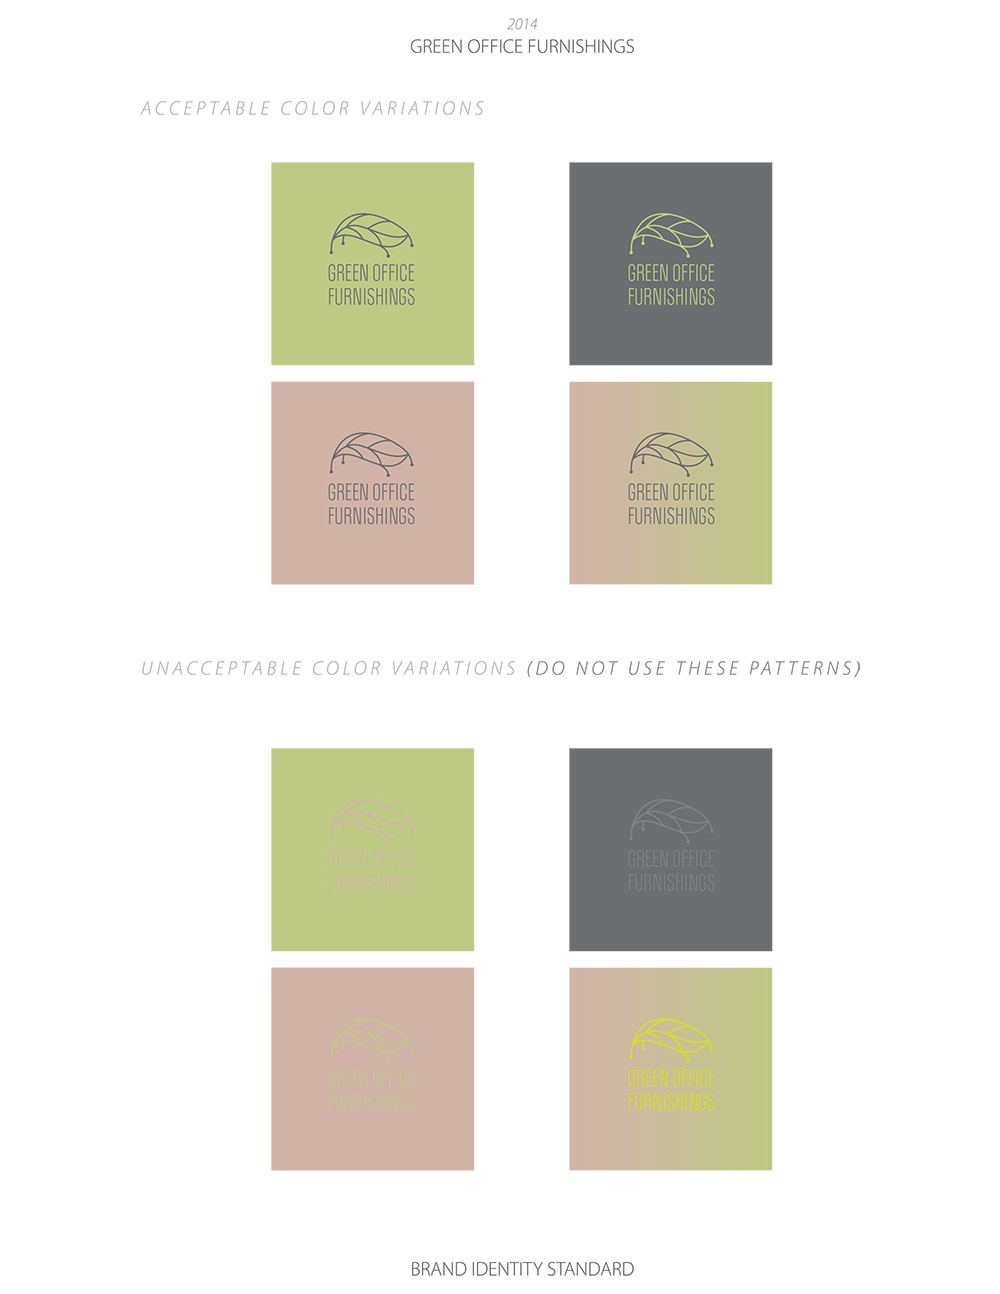 2014
GREEN OFFICE FURNISHINGS
ACCEPTABLE COLOR VARIATIONS
GREEN OFFICE
FURNISHINGS
GREEN OFFICE
FURNISHINGS
GREEN OFFICE
FURNISHINGS
GREEN OFFICE
FURNISHINGS
UNACCEPTABLE COLOR VARIATIONS (DO NOT USE THESE PATTERNS)
GREEN OFFICE
FURNISHINGS
GREEN OFFICE
FURNISHINGS
GREEN OFFICE
FURNISHINGS
GREEN OFFICE
FURNISHINGS
BRAND IDENTITY STANDARD